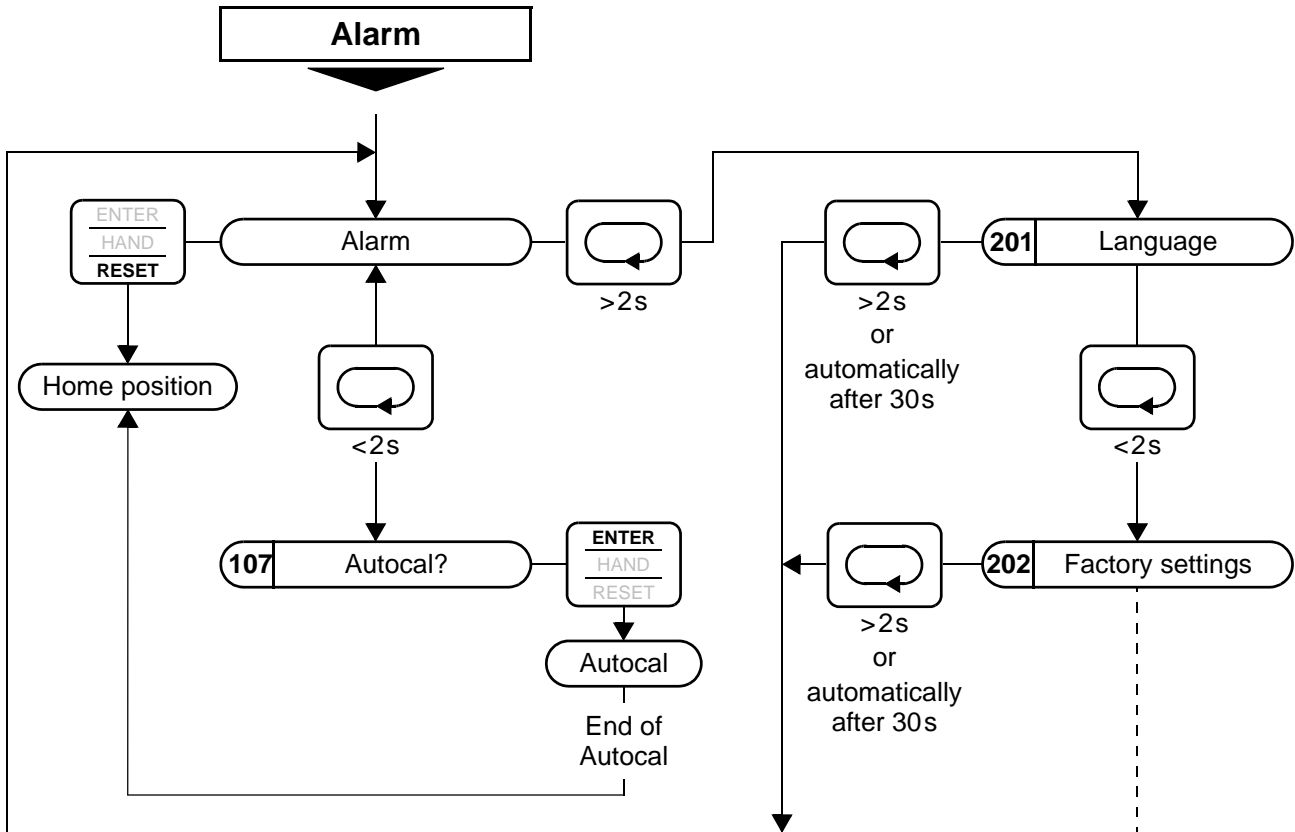 Alarm
ENTER
HAND
RESET
Alarm
>2s
201 Language
>2s
or
automatically
after 30s
Home position
<2s
<2s
107 Autocal?
ENTER
HAND
RESET
202 Factory settings
>2s
or
automatically
after 30s
Autocal
End of
Autocal